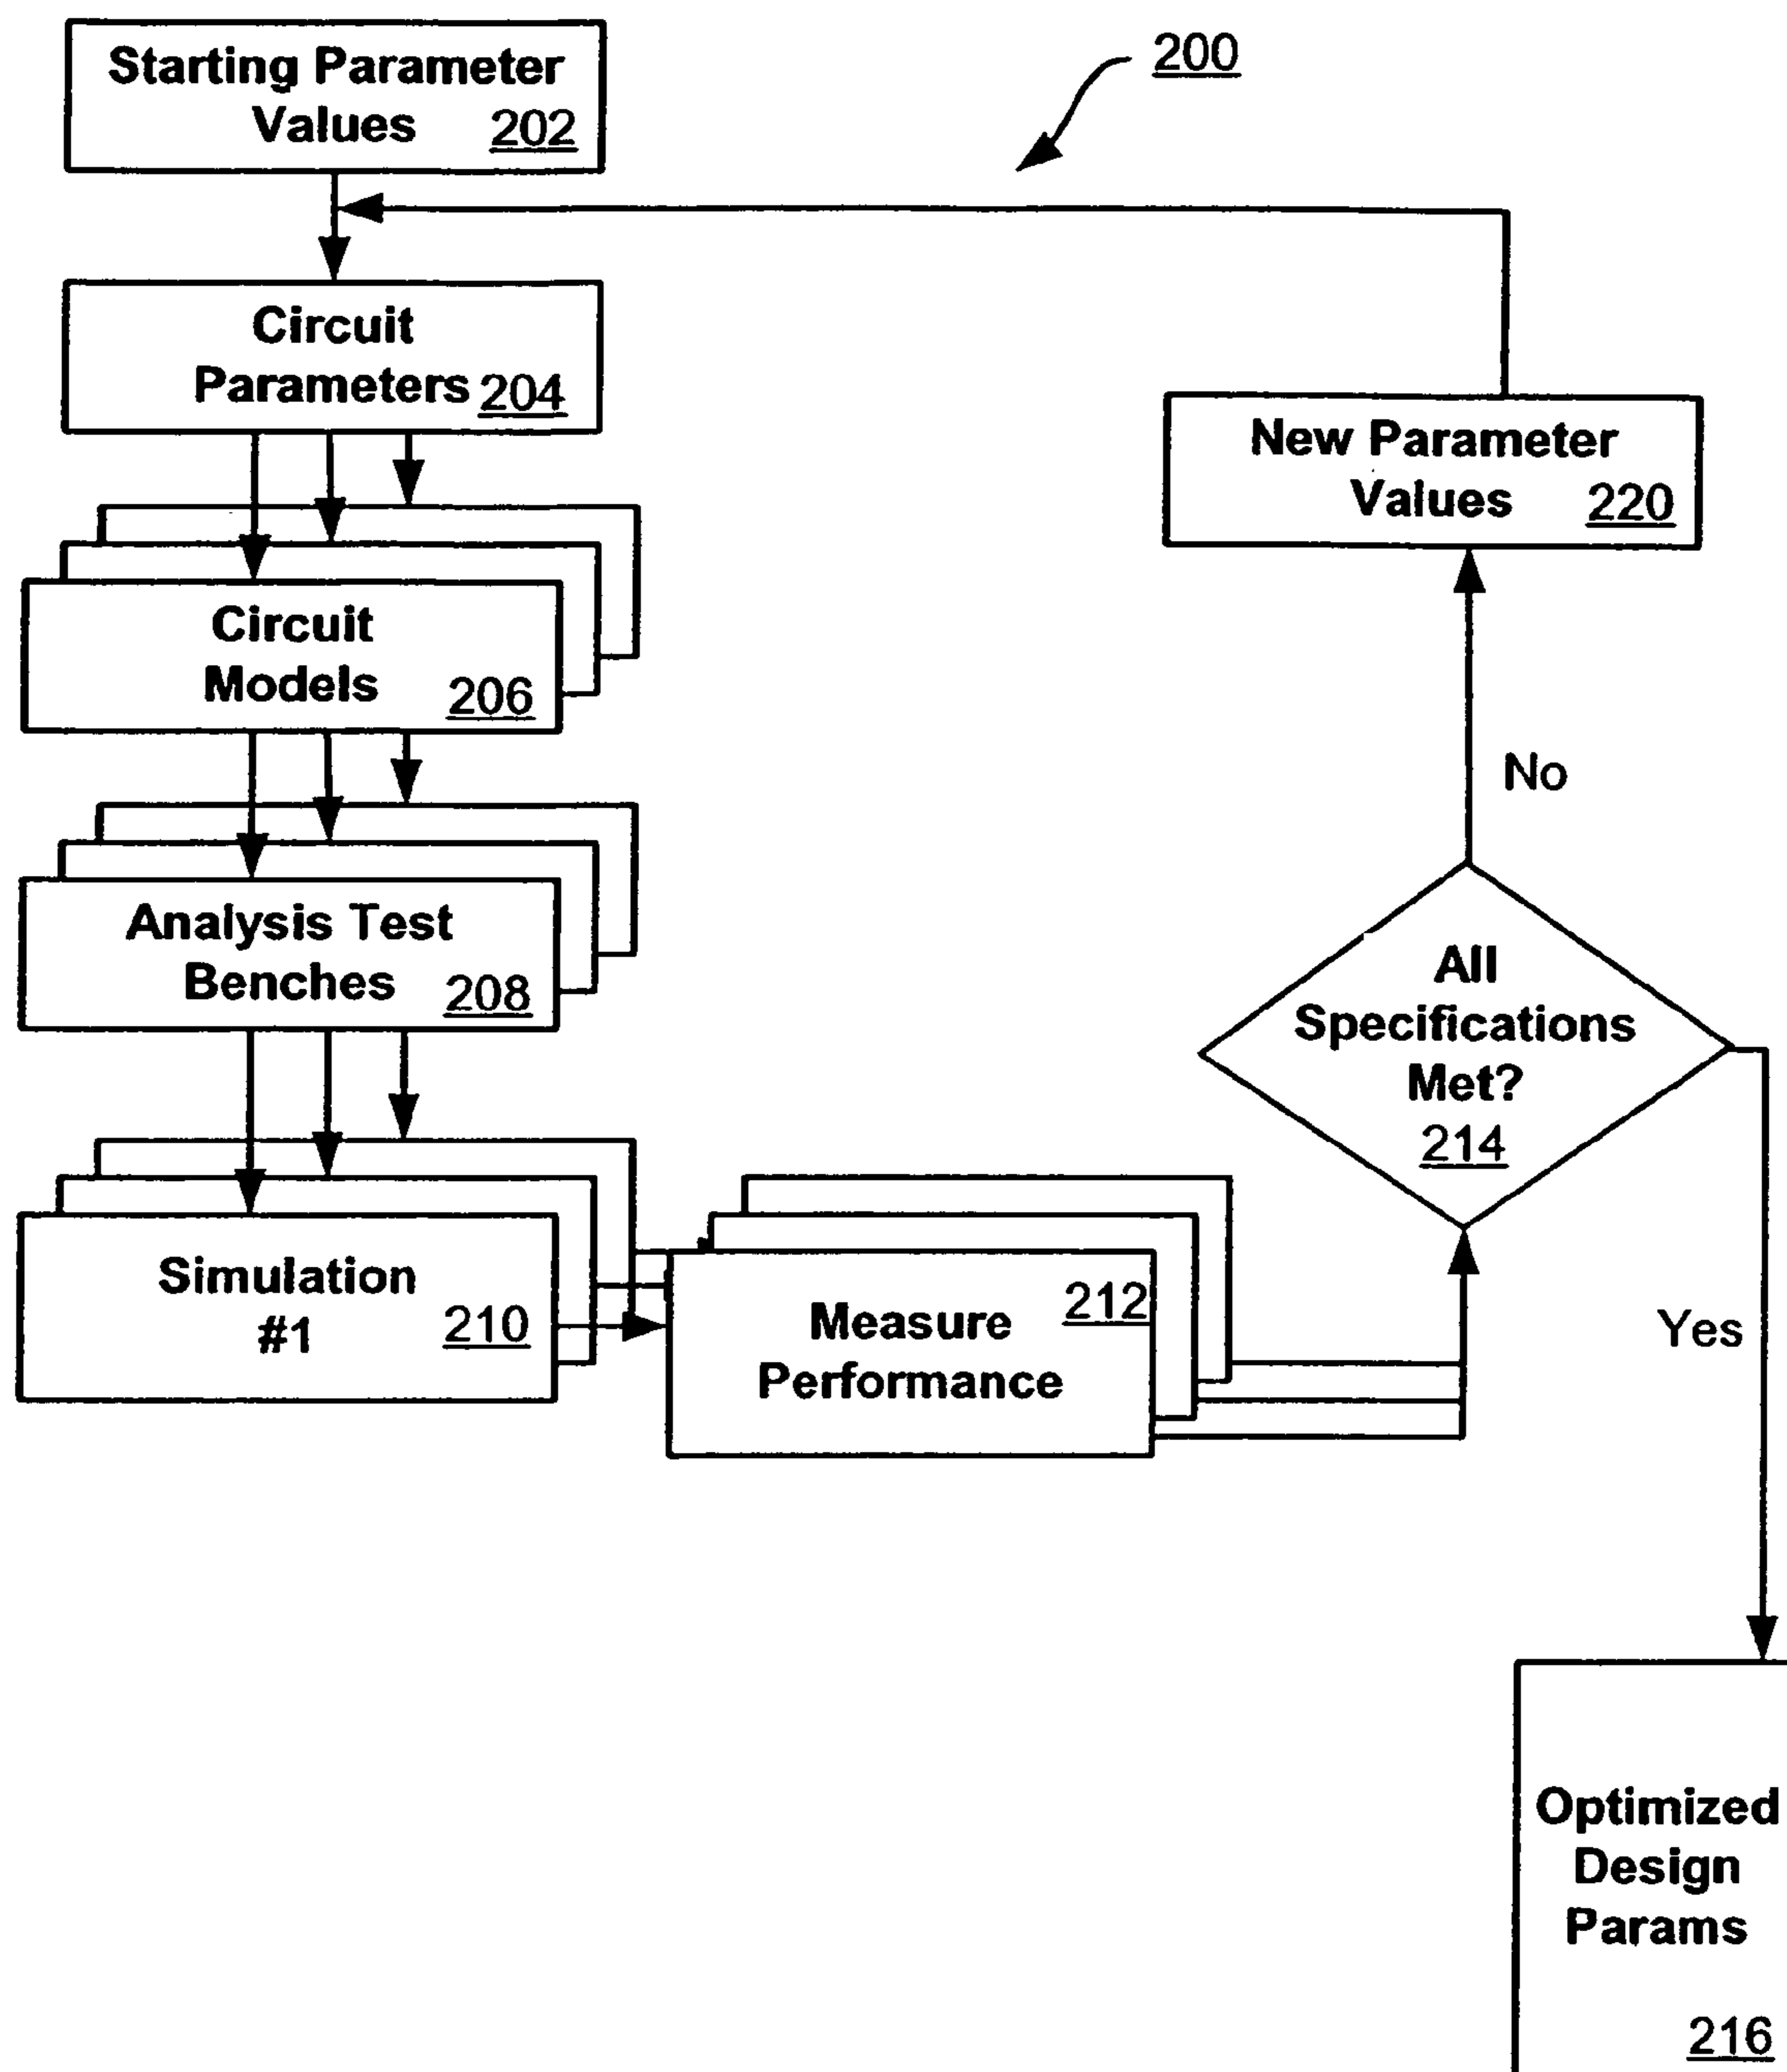 200
Starting Parameter
Values 202
Circuit
Parameters 204
New Parameter
Values 220
Circuit
Models 206
No
Analysis Test
Benches 208
All
Specifications
Met?
214
Simulation
#1 210
212
Measure
Performance
Yes
Optimized
Design
Params
216